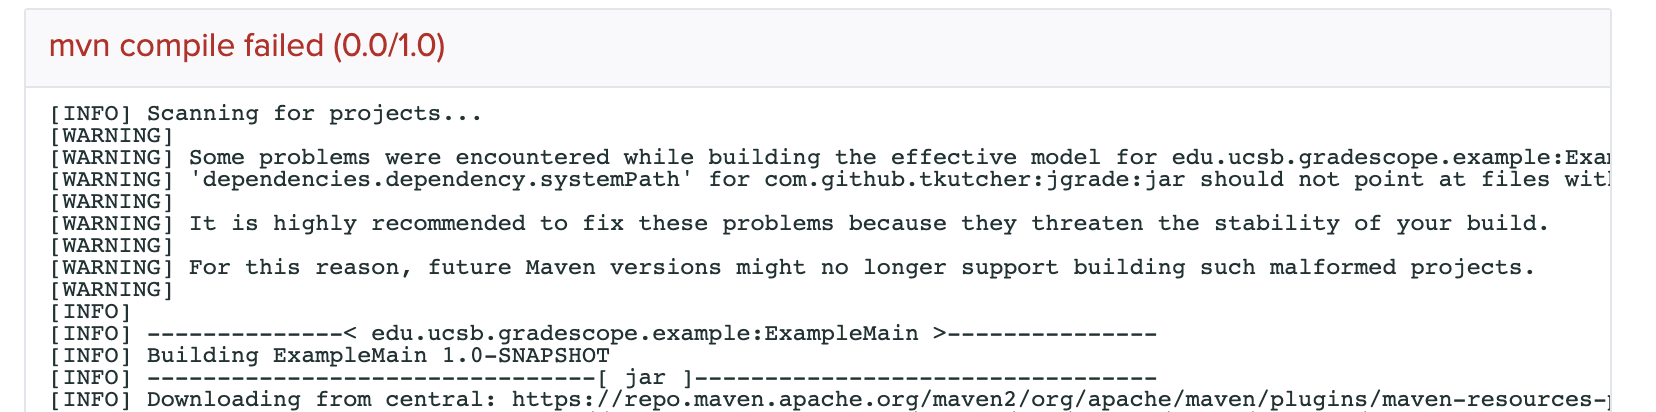 mvn compile failed (0.0/1.0)
[INFO] Scanning for projects...
[WARNING]
[WARNING] Some problems were encountered while building the effective model for edu.ucsb.gradescope.example:Exam
[WARNING] 'dependencies.dependency.systemPath' for com.github.tkutcher:jgrade:jar should not point at files with
[WARNING]
[WARNING] It is highly recommended to fix these problems because they threaten the stability of your build.
[WARNING]
[WARNING] For this reason, future Maven versions might no longer support building such malformed projects.
[WARNING]
[INFO]
[INFO] --------------< edu.ucsb.gradescope.example:ExampleMain >---------------
[INFO] Building ExampleMain 1.0-SNAPSHOT
[INFO] --------------------------------[ jar ]---------------------------------
[INFO] Downloading from central: https://repo.maven.apache.org/maven2/org/apache/maven/plugins/maven-resources-p